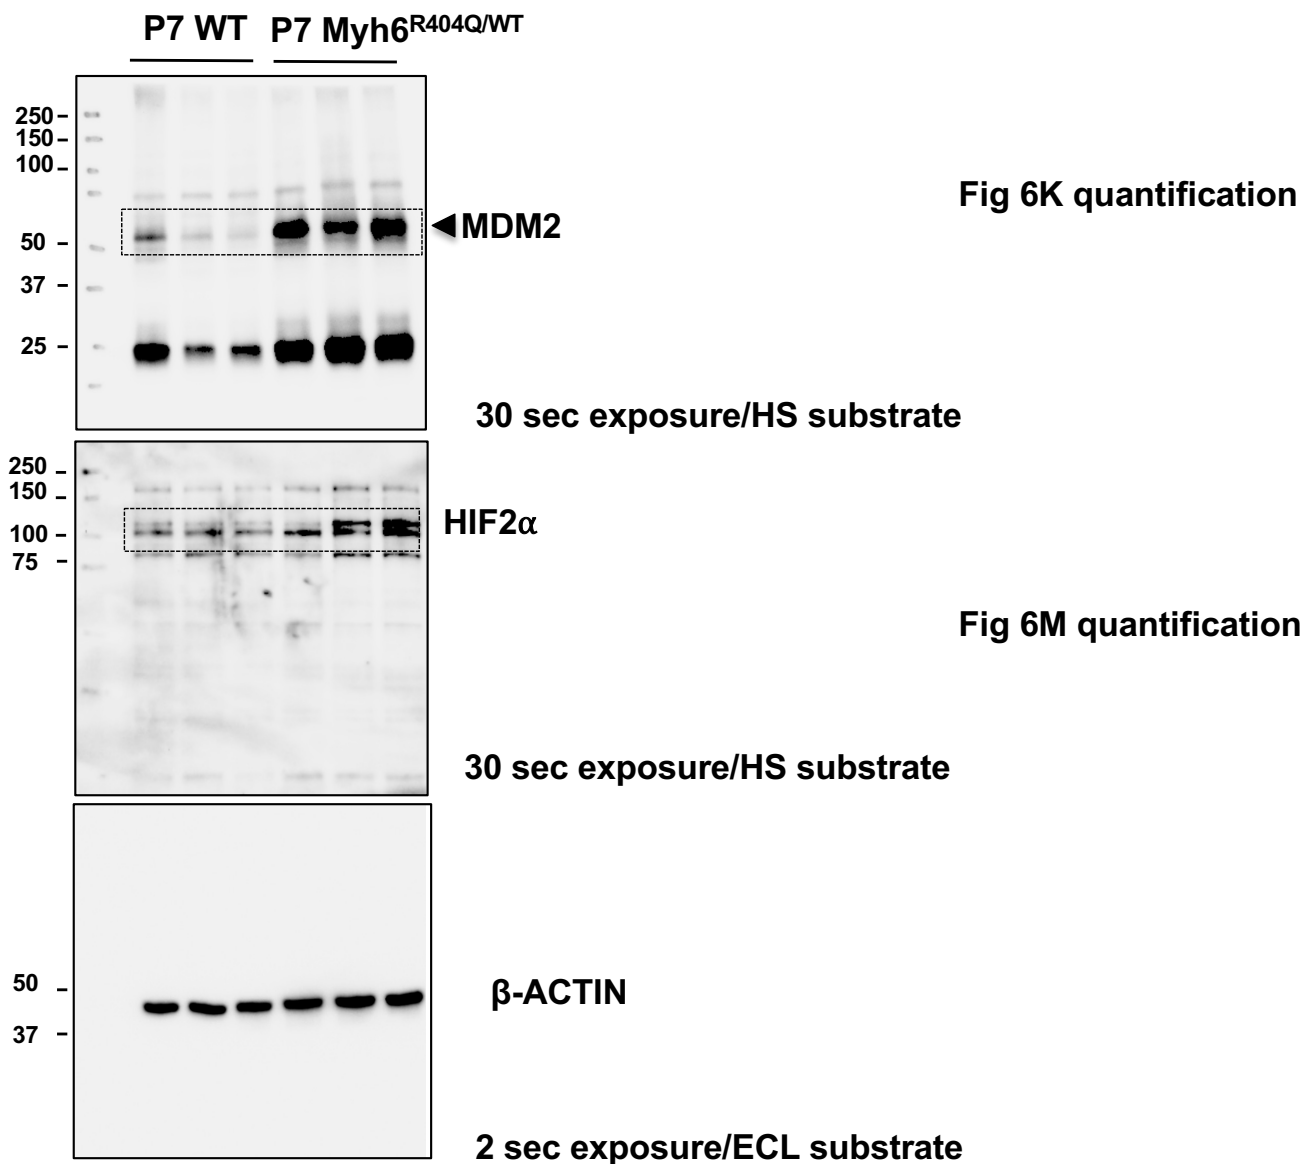 P7 WT P7 Myh6R404Q/WT
250
150
100
50
37
25
MDM2
Fig 6K quantification
30 sec exposure/HS substrate
250
150
100
75
HIF2α
Fig 6M quantification
30 sec exposure/HS substrate
50
37
β-ACTIN
2 sec exposure/ECL substrate